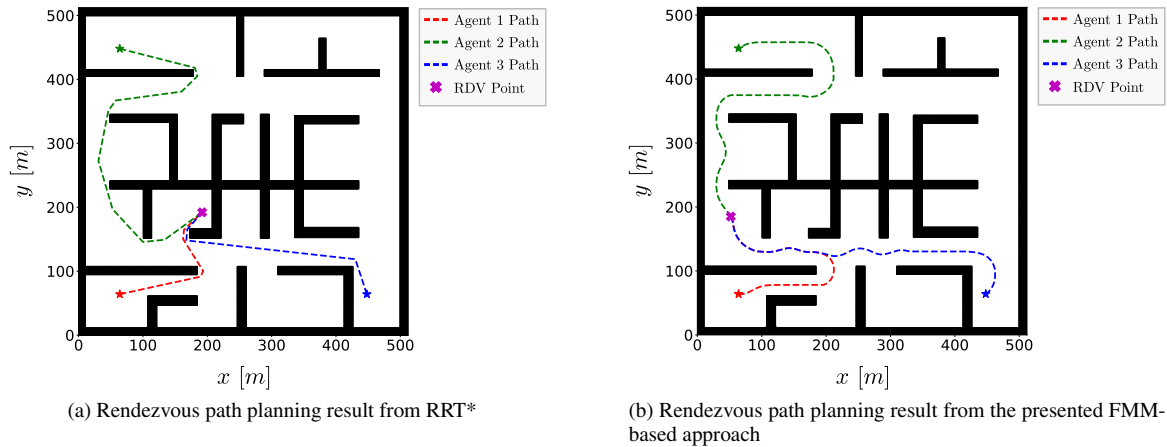 500
400
300
200
100
0
y [m]
0 100 200 300 400 500
x [m]
Agent 1 Path
Agent 2 Path
Agent 3 Path
RDV Point
(a) Rendezvous path planning result from RRT*
500
400
300
200
100
0
y [m]
0 100 200 300 400 500
x [m]
Agent 1 Path
Agent 2 Path
Agent 3 Path
RDV Point
(b) Rendezvous path planning result from the presented FMM-
based approach